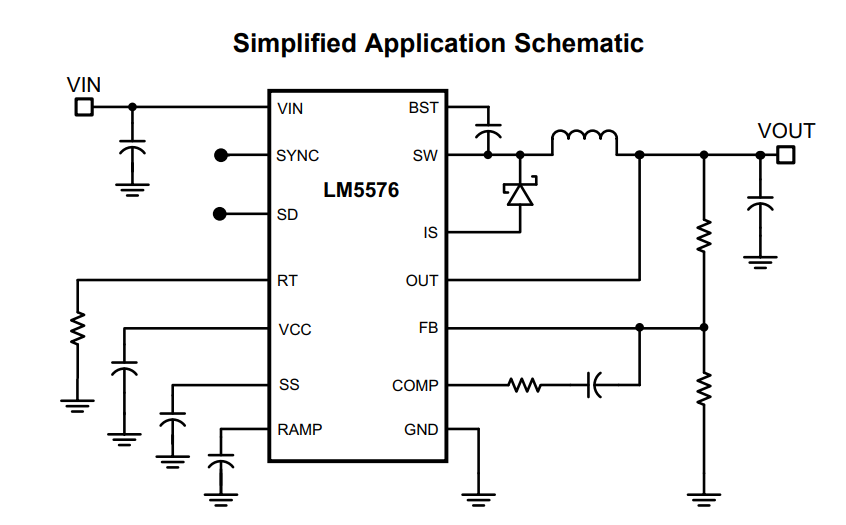 Simplified Application Schematic
VIN
VIN
BST
SYNC
SW
VOUT
LM5576
SD
IS
RT
OUT
VCC
FB
SS
COMP
RAMP
GND